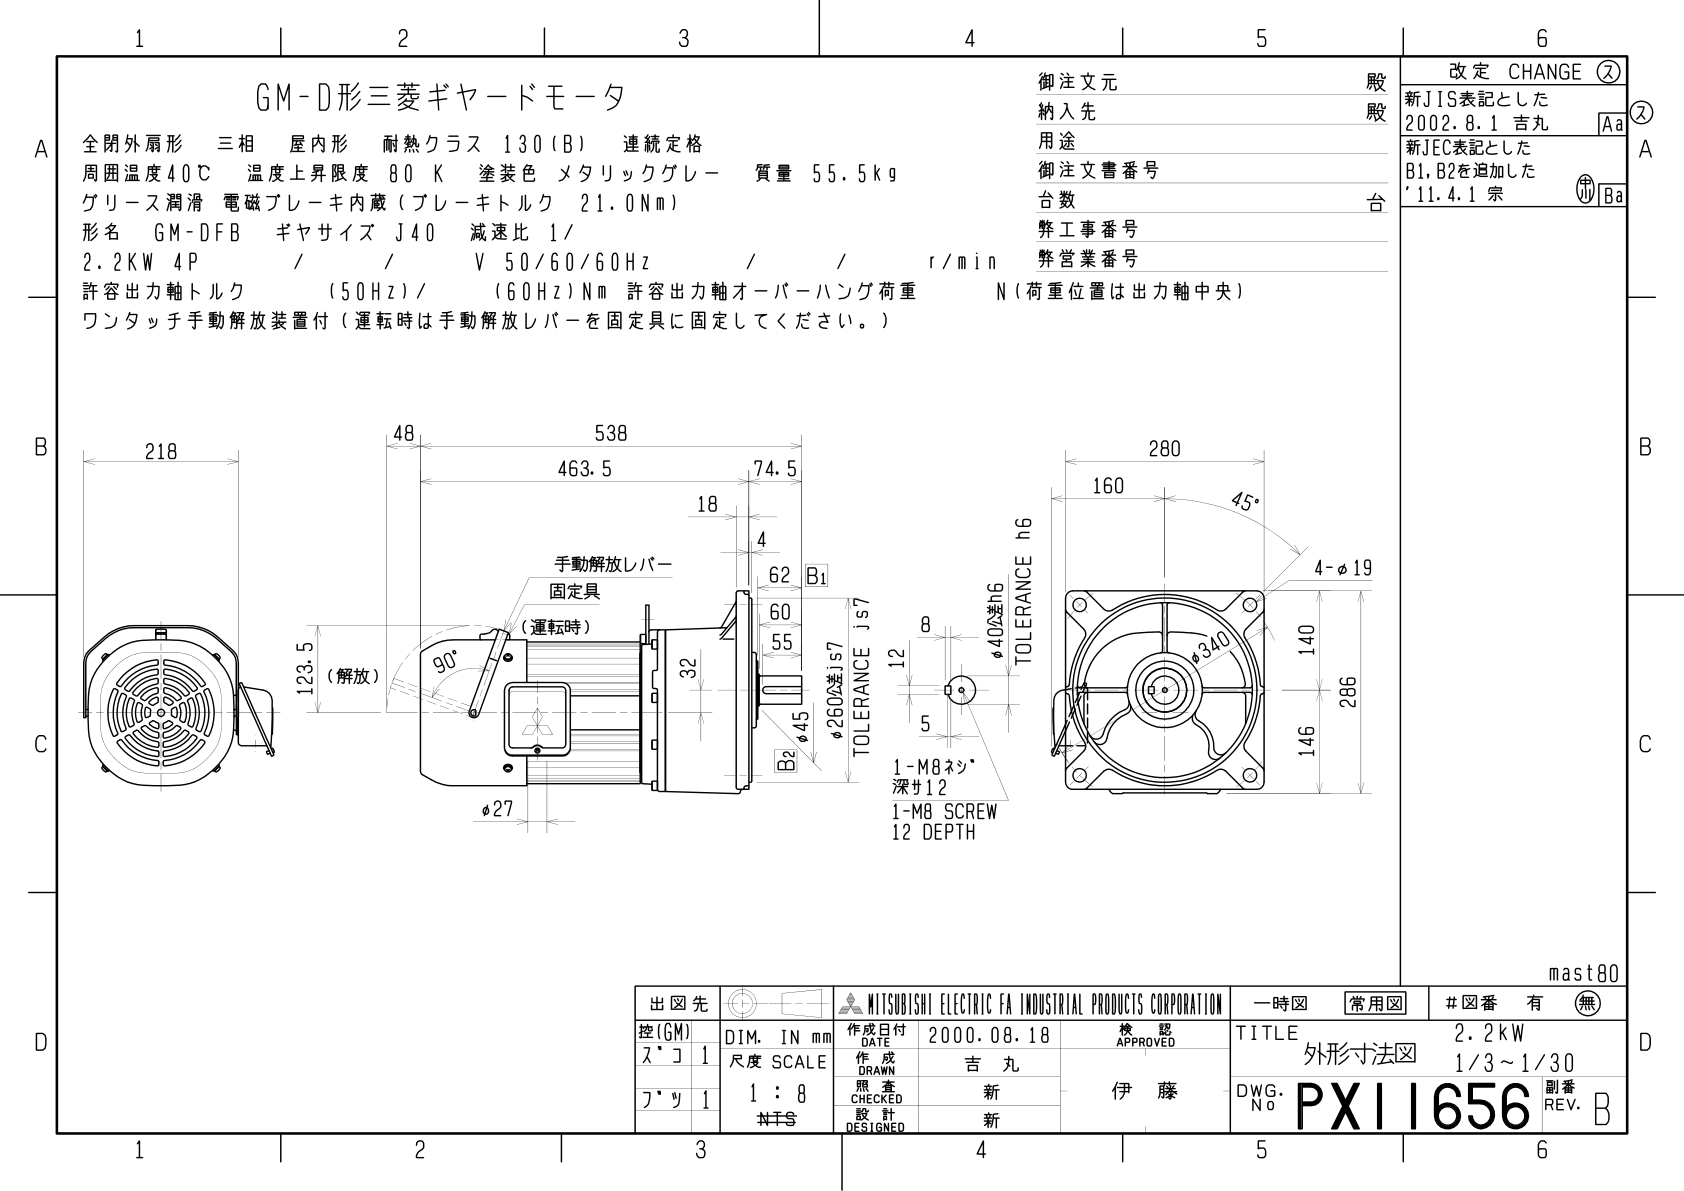 1 2 3 4 5 6
GM-D形三菱ギヤードモータ
全閉外扇形 三相 屋内形 耐熱クラス 130(B) 連続定格
周囲温度40℃ 温度上昇限度 80 K 塗装色 メタリックグレー 質量 55.5kg
グリース潤滑 電磁ブレーキ内蔵(ブレーキトルク 21.0Nm)
形名 GM-DFB ギヤサイズ J40 減速比 1/
2.2KW 4P / / V 50/60/60Hz / / r/min
許容出力軸トルク (50Hz)/ (60Hz)Nm 許容出力軸オーバーハング荷重 N(荷重位置は出力軸中央)
ワンタッチ手動解放装置付(運転時は手動解放レバーを固定具に固定してください。)
御注文元 殿
納入先 殿
用途
御注文書番号
台数 台
弊工事番号
弊営業番号
改定 CHANGE ス
新JIS表記とした
2002.8.1 吉丸 Aa
ス
新JEC表記とした
B1,B2を追加した
'11.4.1 宗 Ba
A
A
B
B
C
C
D
D
218
48
538
463.5
74.5
18
4
62 B1
60
55
手動解放レバー
固定具
(運転時)
90°
123.5
(解放)
32
φ45
B2
φ27
φ260公差js7
TOLERANCE js7
8
12
5
φ40公差h6
TOLERANCE h6
1-M8ネジ
深サ12
1-M8 SCREW
12 DEPTH
280
160
45°
4-φ19
φ340
140
146
286
mast80
出図先
控(GM)
ズコ 1
ブツ 1
DIM. IN mm
尺度 SCALE
1 : 8
NTS
MITSUBISHI ELECTRIC FA INDUSTRIAL PRODUCTS CORPORATION
作成日付
DATE
2000.08.18
作成
DRAWN
吉丸
照査
CHECKED
新
設計
DESIGNED
新
検認
APPROVED
伊藤
一時図 常用図 #図番 有 無
TITLE
外形寸法図
2.2kW
1/3~1/30
DWG.
No
PX11656
副番
REV.
B
1 2 3 4 5 6